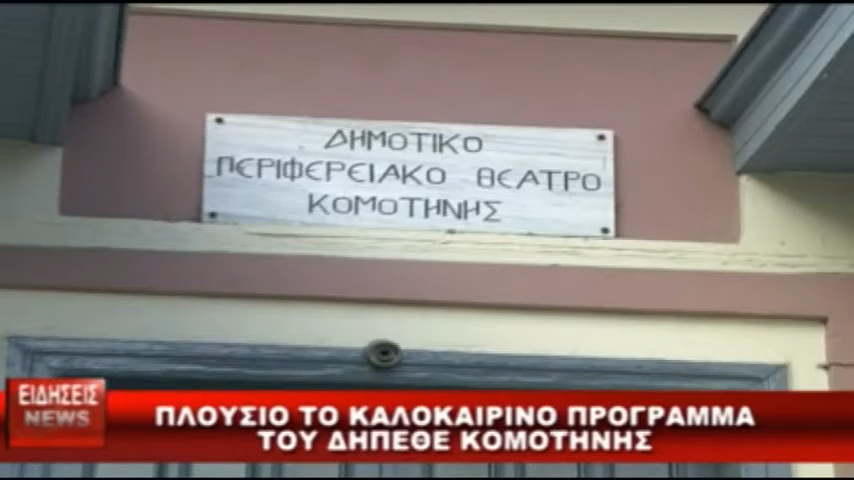 ΔΗΜΟΤΙΚΟ
ΠΕΡΙΦΕΡΕΙΑΚΟ ΘΕΑΤΡΟ
ΚΟΜΟΤΗΝΗΣ
ΕΙΔΗΣΕΙΣ
NEWS
ΠΛΟΥΣΙΟ ΤΟ ΚΑΛΟΚΑΙΡΙΝΟ ΠΡΟΓΡΑΜΜΑ
ΤΟΥ ΔΗΠΕΘΕ ΚΟΜΟΤΗΝΗΣ